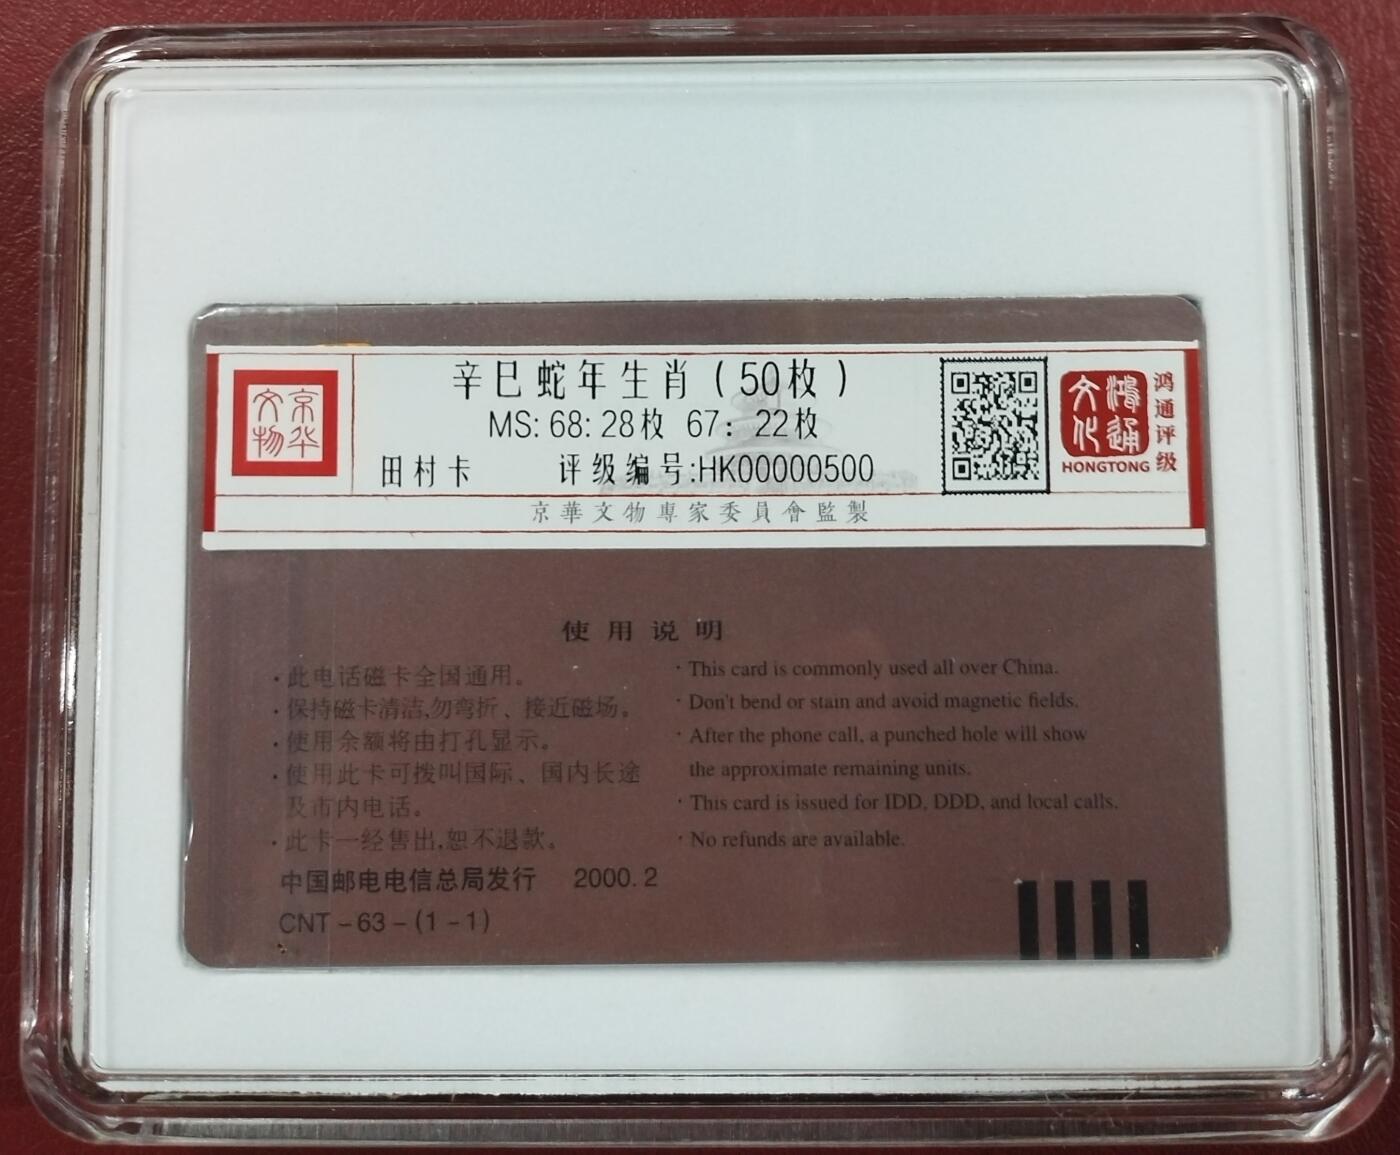 京华
文物
辛巳蛇年生肖(50枚)
MS:68:28枚 67:22枚
田村卡 评级编号:HK00000500
京華文物專家委員會監製
鸿通
文化
HONGTONG
鸿通评级
使用说明
·此电话磁卡全国通用。
·保持磁卡清洁,勿弯折、接近磁场。
·使用余额将由打孔显示。
·使用此卡可拨叫国际、国内长途
及市内电话。
·此卡一经售出,恕不退款。
·This card is commonly used all over China.
·Don't bend or stain and avoid magnetic fields.
·After the phone call, a punched hole will show
the approximate remaining units.
·This card is issued for IDD, DDD, and local calls.
·No refunds are available.
中国邮电电信总局发行 2000.2
CNT-63-(1-1)